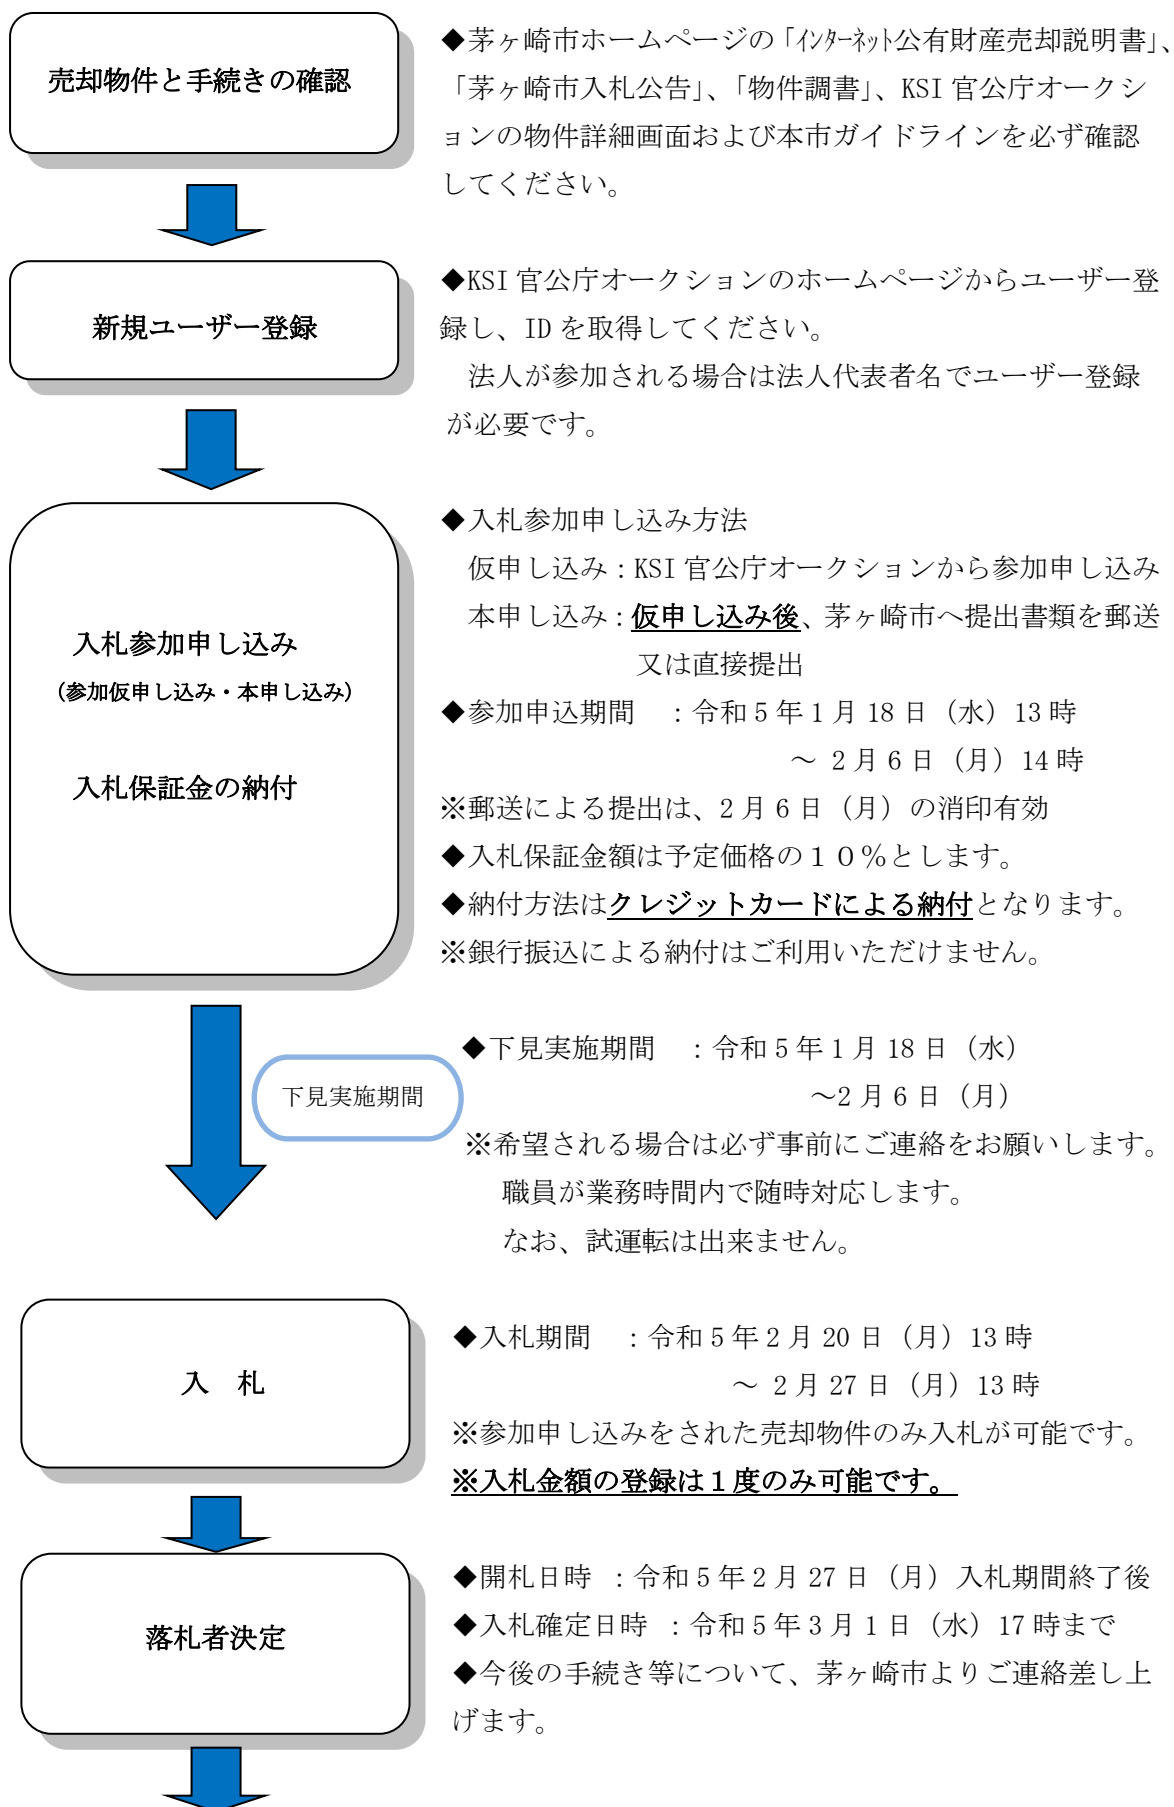 売却物件と手続きの確認
◆茅ヶ崎市ホームページの「ｲﾝﾀｰﾈｯﾄ公有財産売却説明書」、
「茅ヶ崎市入札公告」、「物件調書」、KSI 官公庁オークシ
ョンの物件詳細画面および本市ガイドラインを必ず確認
してください。
新規ユーザー登録
◆KSI 官公庁オークションのホームページからユーザー登
録し、ID を取得してください。
法人が参加される場合は法人代表者名でユーザー登録
が必要です。
入札参加申し込み
（参加仮申し込み・本申し込み）
入札保証金の納付
◆入札参加申し込み方法
仮申し込み：KSI 官公庁オークションから参加申し込み
本申し込み：仮申し込み後、茅ヶ崎市へ提出書類を郵送
又は直接提出
◆参加申込期間　：令和 5 年 1 月 18 日（水）13 時
～ 2 月 6 日（月）14 時
※郵送による提出は、2 月 6 日（月）の消印有効
◆入札保証金額は予定価格の１０％とします。
◆納付方法はクレジットカードによる納付となります。
※銀行振込による納付はご利用いただけません。
下見実施期間
◆下見実施期間　：令和 5 年 1 月 18 日（水）
～2 月 6 日（月）
※希望される場合は必ず事前にご連絡をお願いします。
職員が業務時間内で随時対応します。
なお、試運転は出来ません。
入　札
◆入札期間　：令和 5 年 2 月 20 日（月）13 時
～ 2 月 27 日（月）13 時
※参加申し込みをされた売却物件のみ入札が可能です。
※入札金額の登録は１度のみ可能です。
落札者決定
◆開札日時 ：令和 5 年 2 月 27 日（月）入札期間終了後
◆入札確定日時 ：令和 5 年 3 月 1 日（水）17 時まで
◆今後の手続き等について、茅ヶ崎市よりご連絡差し上
げます。